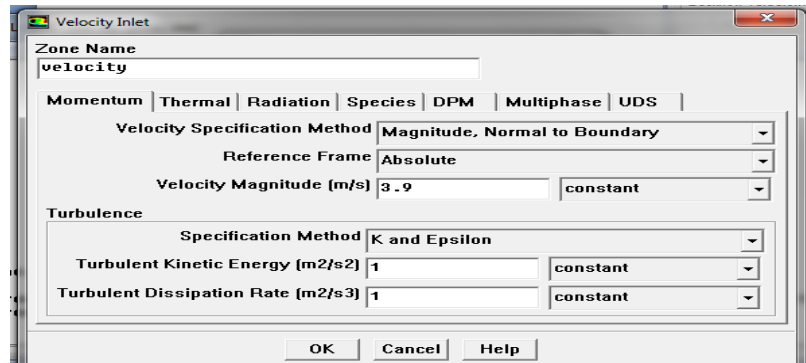 Velocity Inlet
Zone Name
velocity
Momentum Thermal Radiation Species DPM Multiphase UDS
Velocity Specification Method Magnitude, Normal to Boundary
Reference Frame Absolute
Velocity Magnitude (m/s) 3.9 constant
Turbulence
Specification Method K and Epsilon
Turbulent Kinetic Energy (m2/s2) 1 constant
Turbulent Dissipation Rate (m2/s3) 1 constant
OK Cancel Help